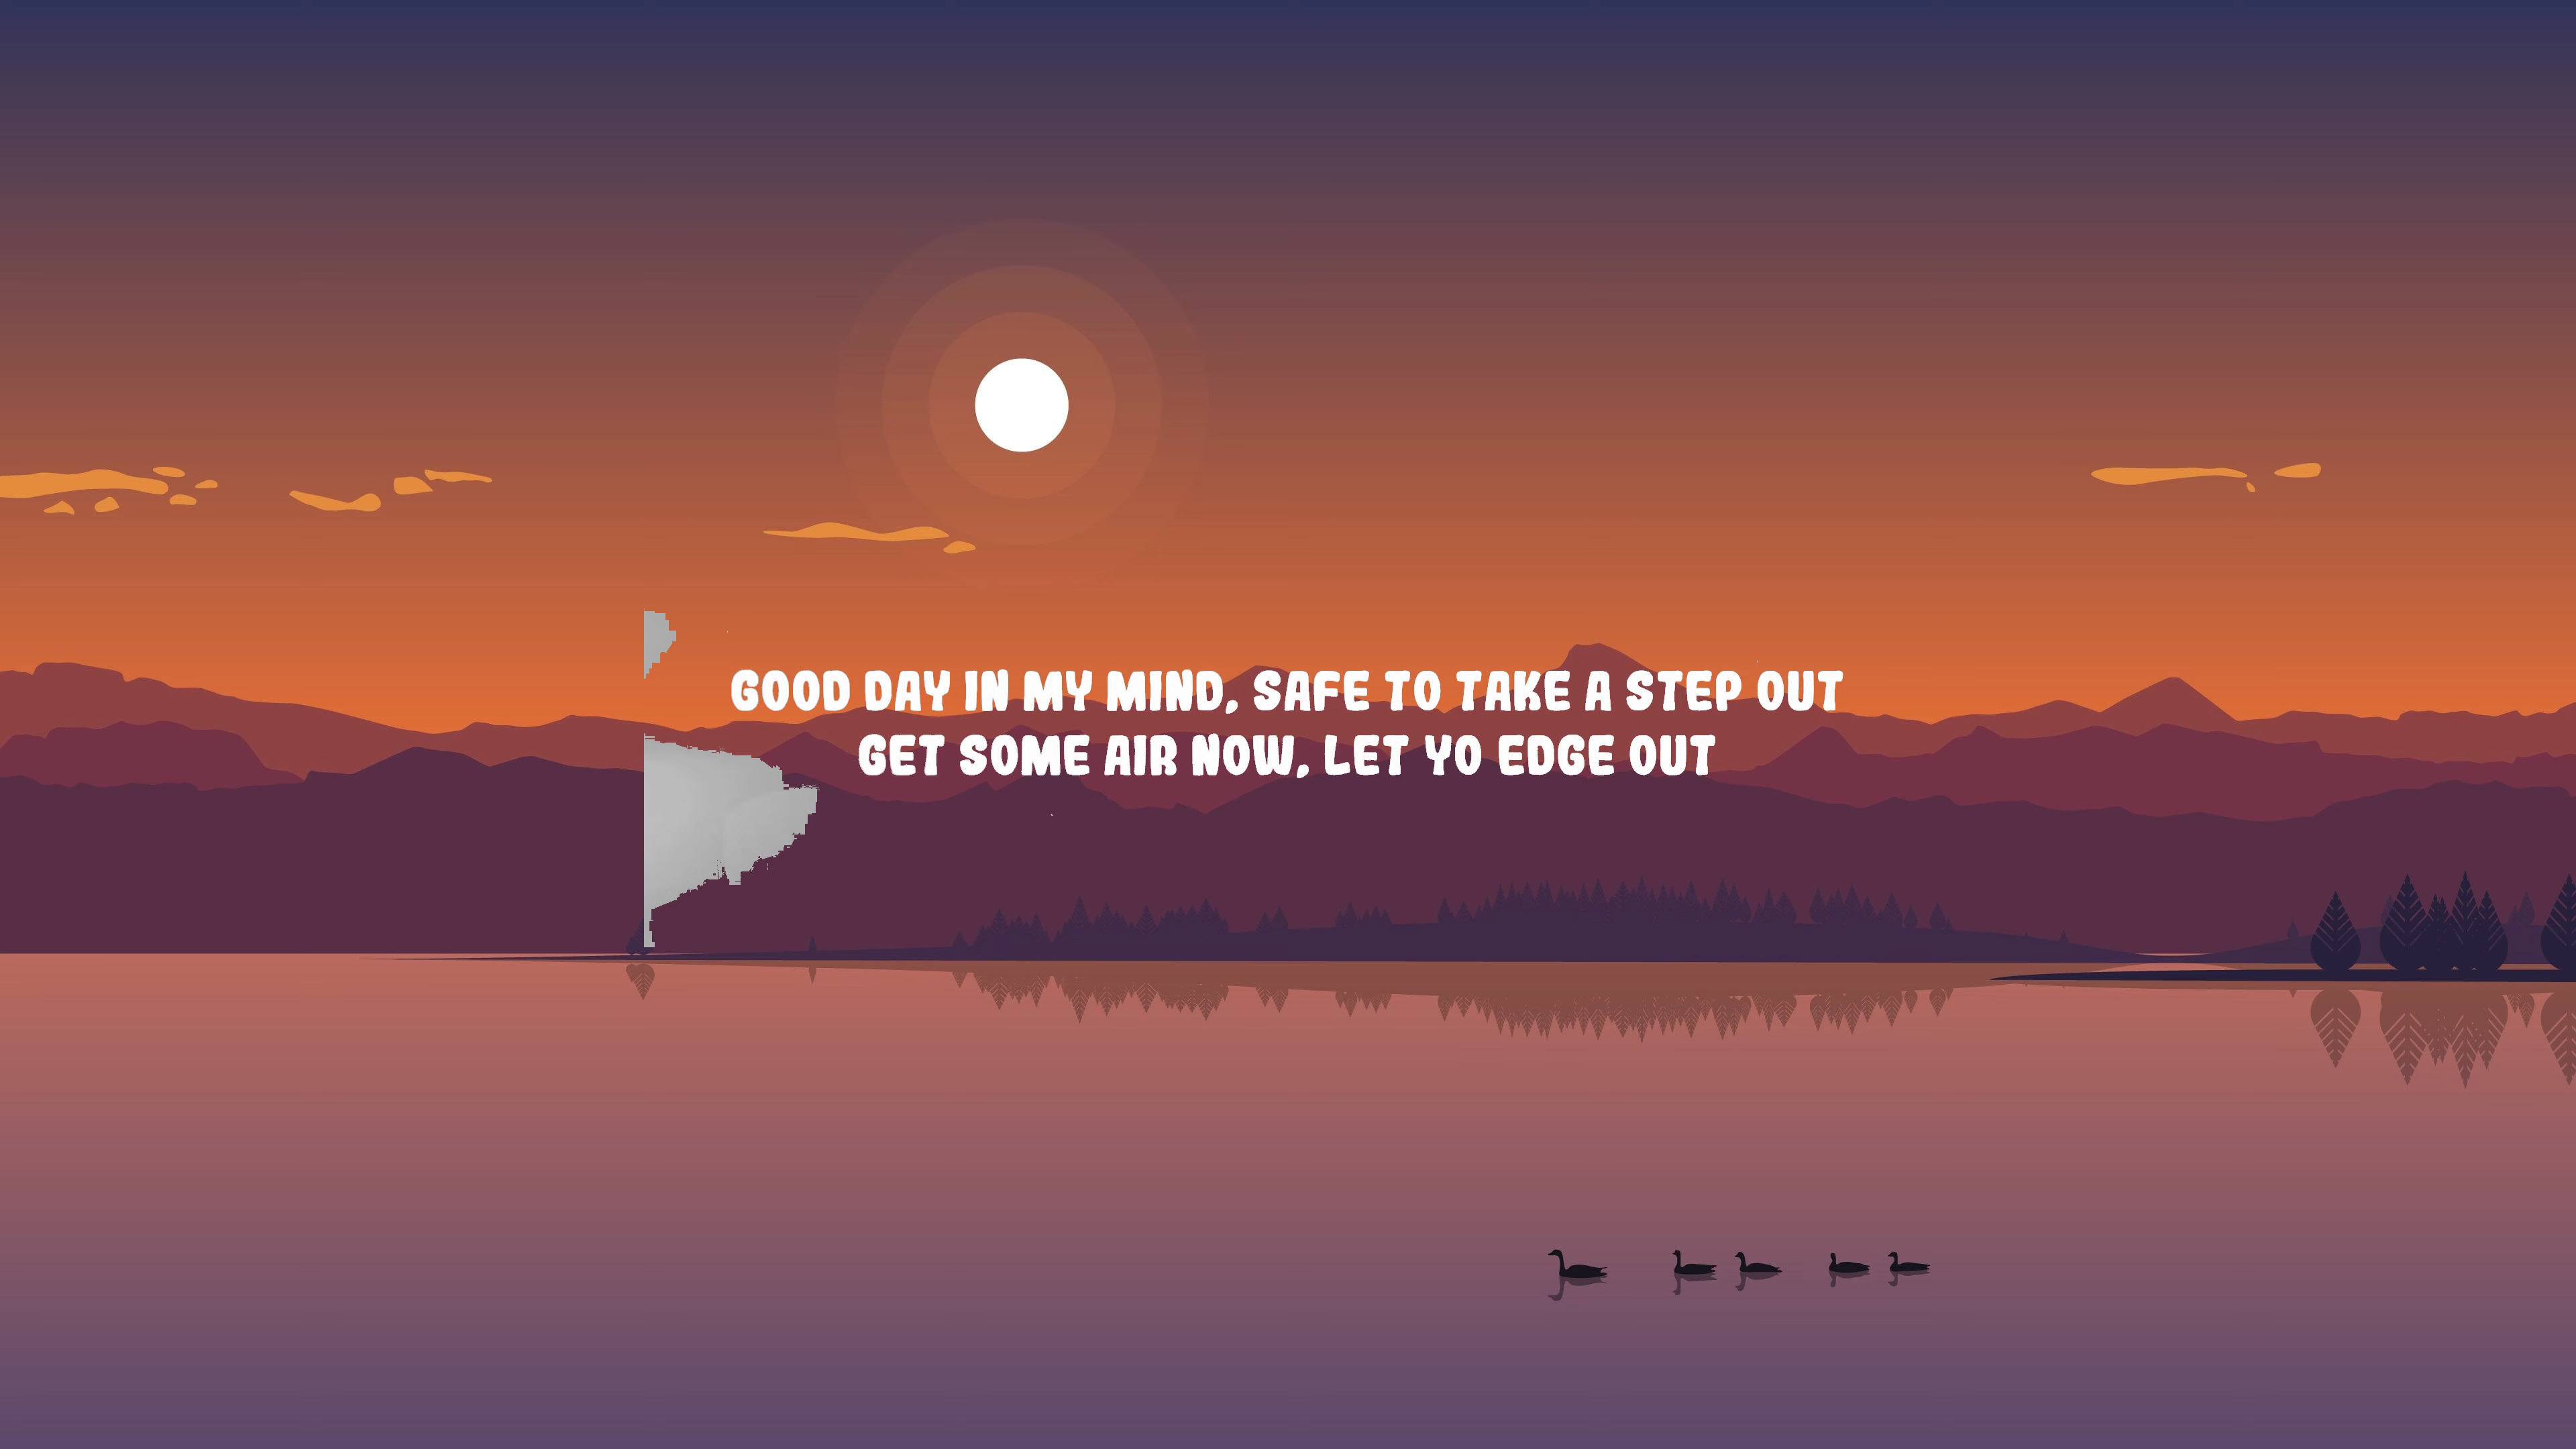 GOOD DAY IN MY MIND, SAFE TO TAKE A STEP OUT
GET SOME AIR NOW, LET YO EDGE OUT